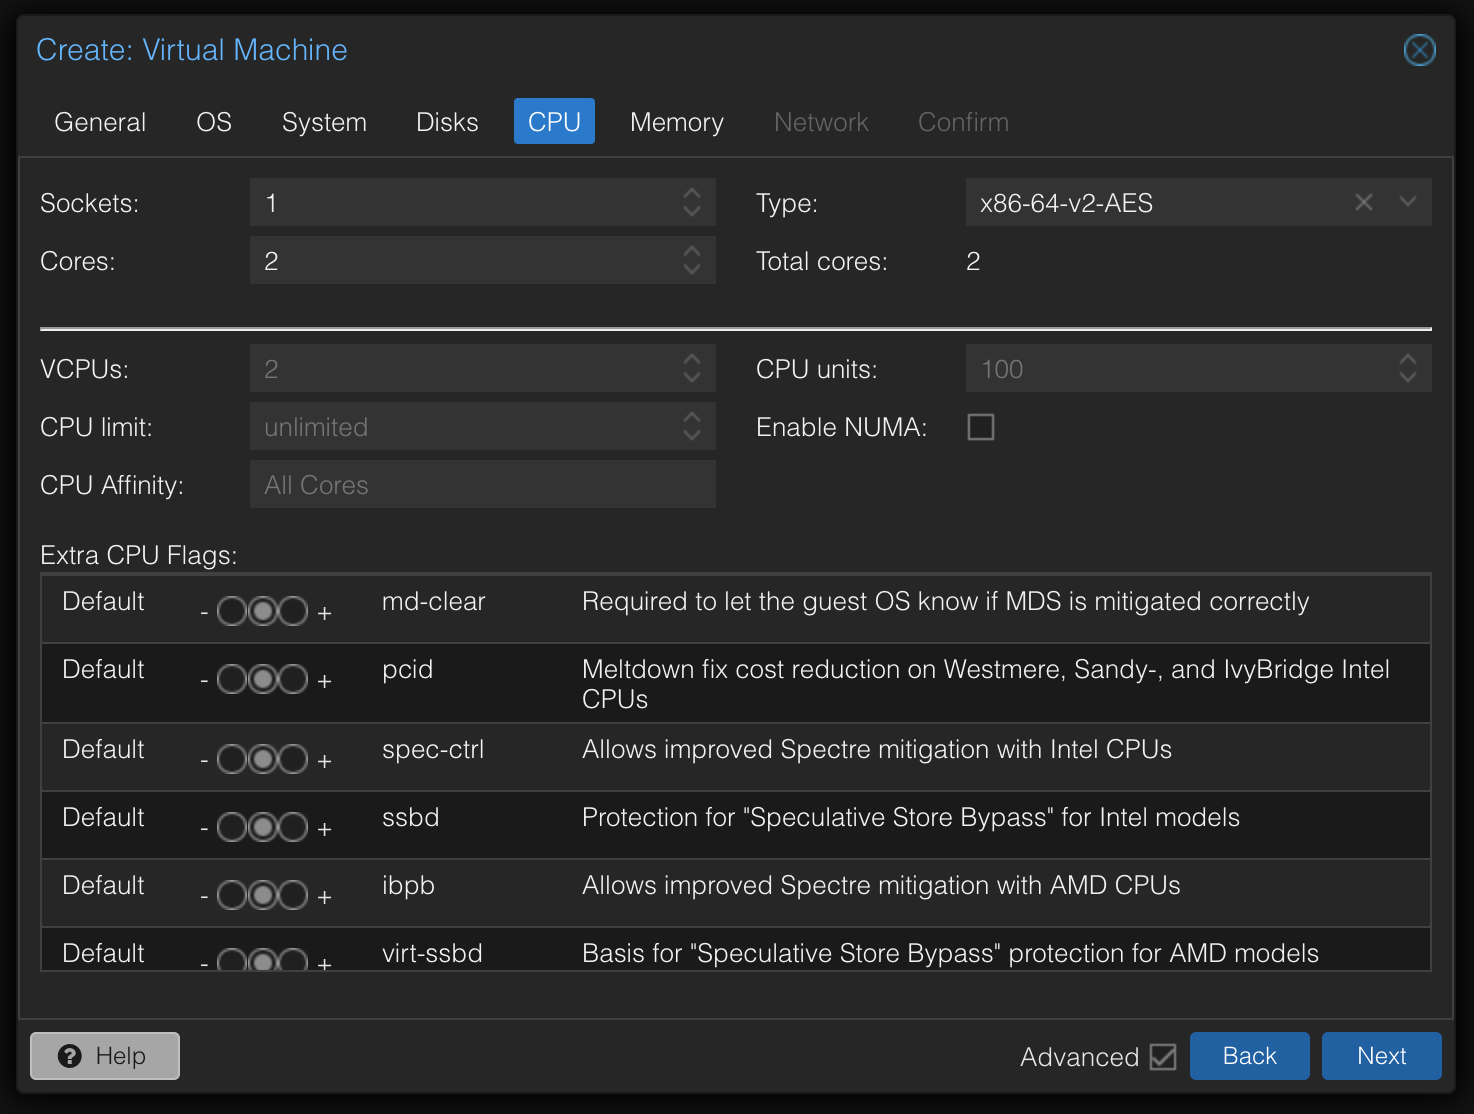 Create: Virtual Machine
General OS System Disks CPU Memory Network Confirm
Sockets: 1 Type: x86-64-v2-AES
Cores: 2 Total cores: 2
VCPUs: 2 CPU units: 100
CPU limit: unlimited Enable NUMA:
CPU Affinity: All Cores
Extra CPU Flags:
Default - + md-clear Required to let the guest OS know if MDS is mitigated correctly
Default - + pcid Meltdown fix cost reduction on Westmere, Sandy-, and IvyBridge Intel
CPUs
Default - + spec-ctrl Allows improved Spectre mitigation with Intel CPUs
Default - + ssbd Protection for "Speculative Store Bypass" for Intel models
Default - + ibpb Allows improved Spectre mitigation with AMD CPUs
Default - + virt-ssbd Basis for "Speculative Store Bypass" protection for AMD models
? Help Advanced Back Next